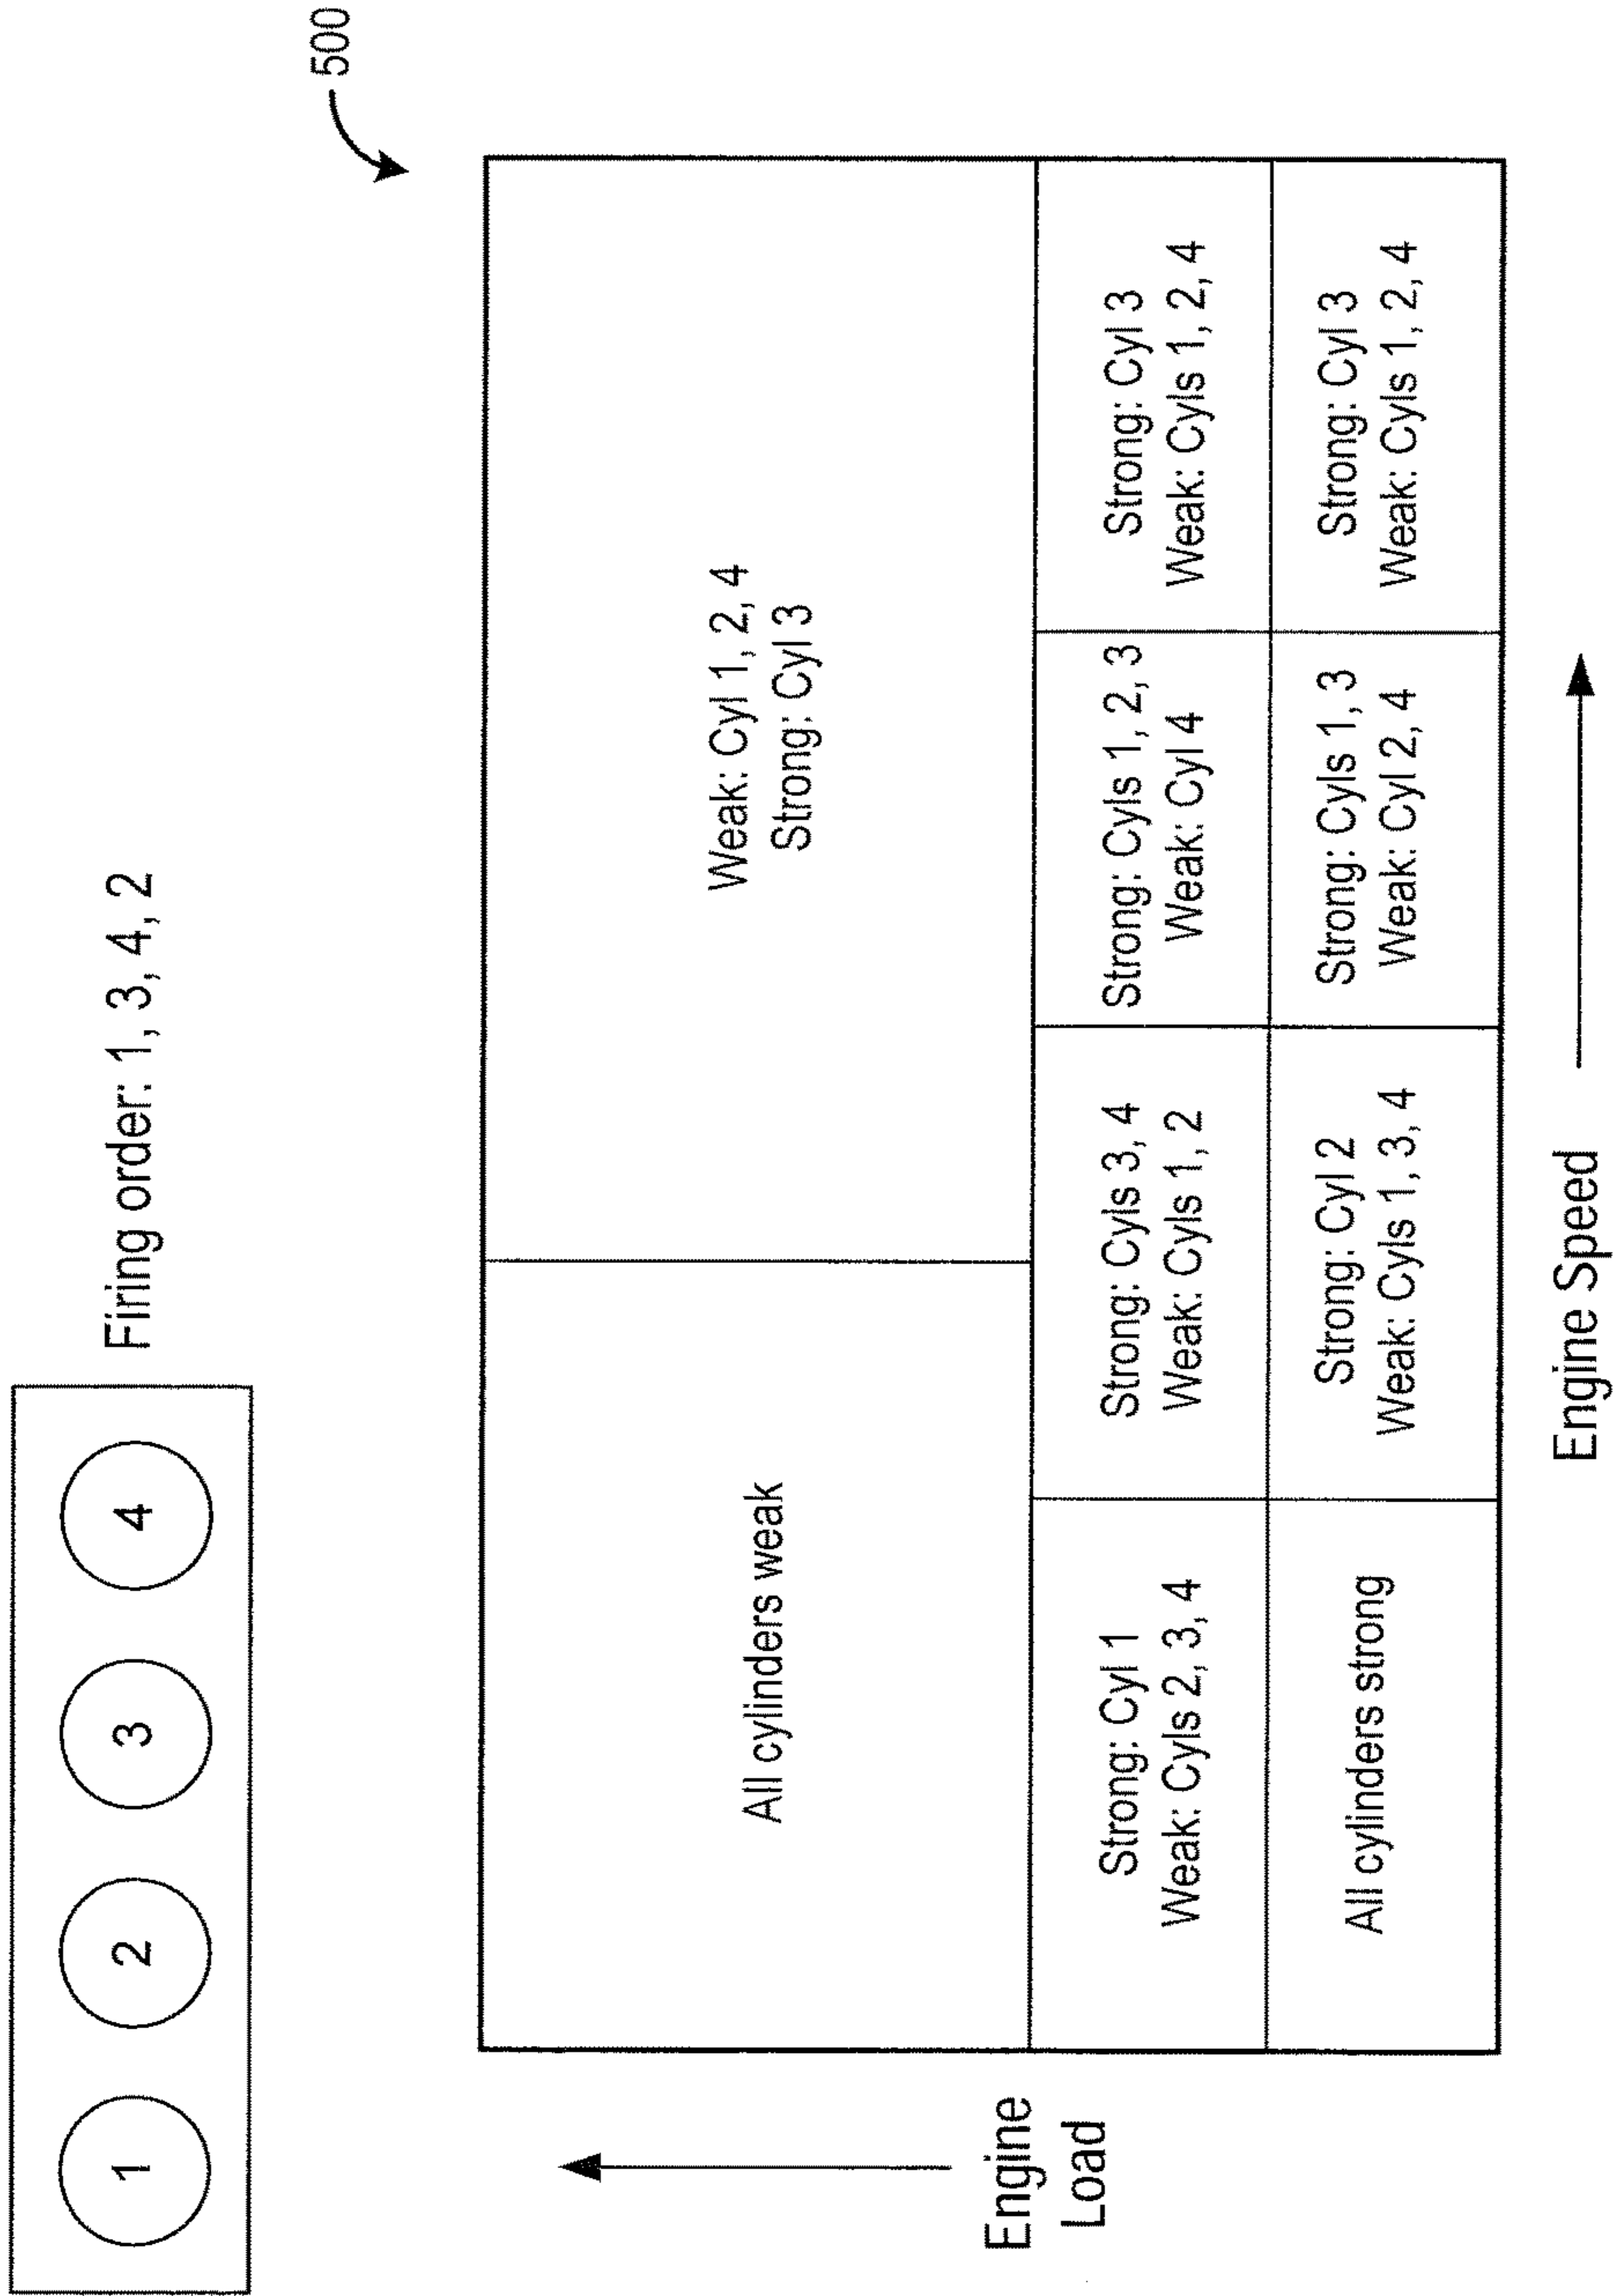 1
2
3
4
Firing order: 1, 3, 4, 2
500
Engine
Load
All cylinders weak
Weak: Cyl 1, 2, 4
Strong: Cyl 3
Strong: Cyl 1
Weak: Cyls 2, 3, 4
Strong: Cyls 3, 4
Weak: Cyls 1, 2
Strong: Cyls 1, 2, 3
Weak: Cyl 4
Strong: Cyl 3
Weak: Cyls 1, 2, 4
All cylinders strong
Strong: Cyl 2
Weak: Cyls 1, 3, 4
Strong: Cyls 1, 3
Weak: Cyl 2, 4
Strong: Cyl 3
Weak: Cyls 1, 2, 4
Engine Speed